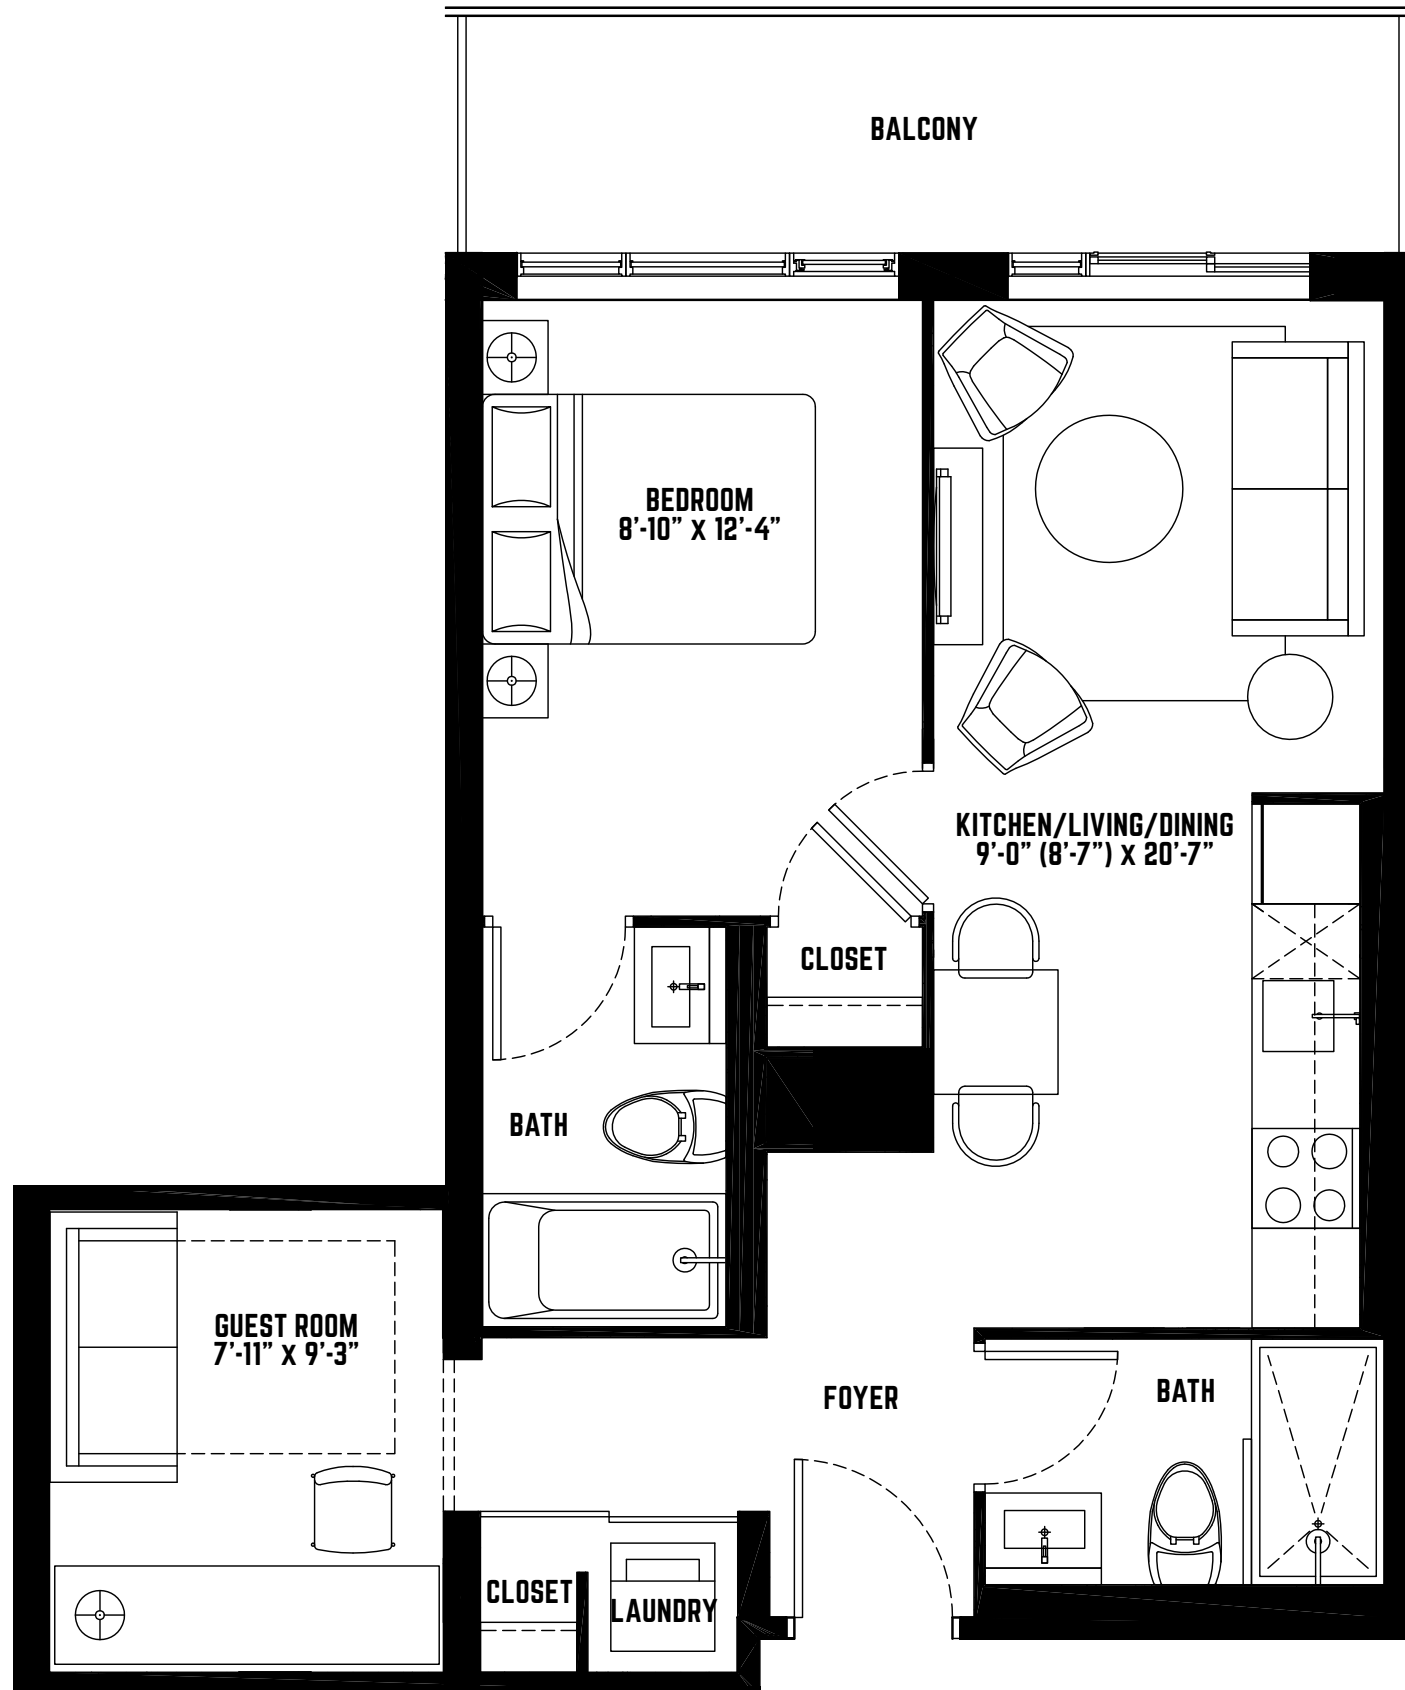 BALCONY
BEDROOM
8'-10" X 12'-4"
KITCHEN/LIVING/DINING
9'-0" (8'-7") X 20'-7"
CLOSET
BATH
GUEST ROOM
7'-11" X 9'-3"
FOYER
BATH
CLOSET
LAUNDRY